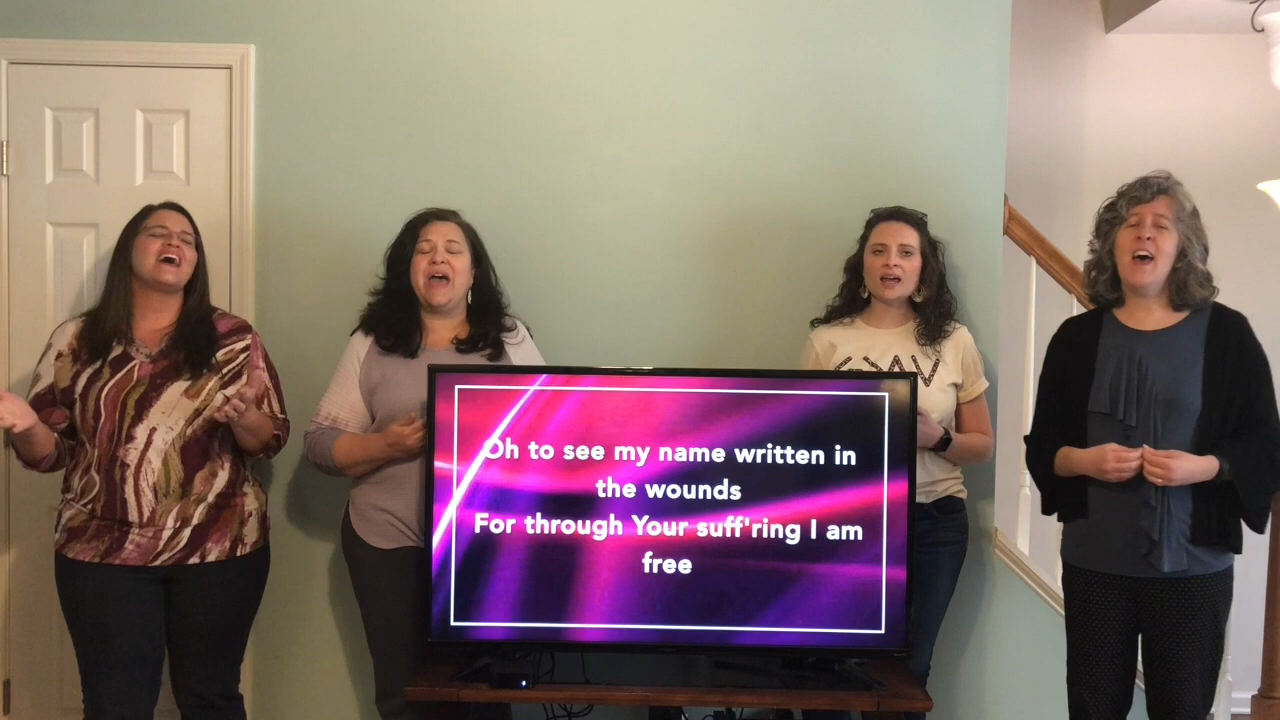 Oh to see my name written in
the wounds
For through Your suff'ring I am
free